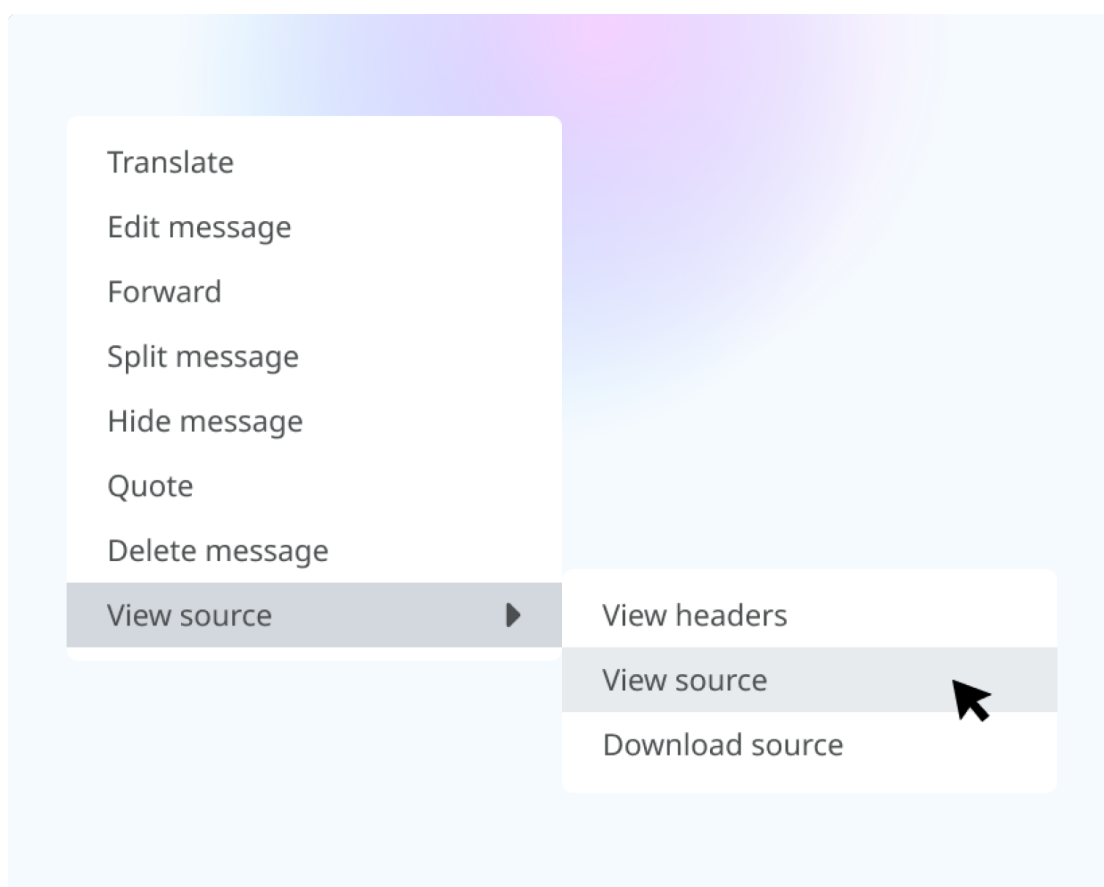 Translate
Edit message
Forward
Split message
Hide message
Quote
Delete message
View source
View headers
View source
Download source